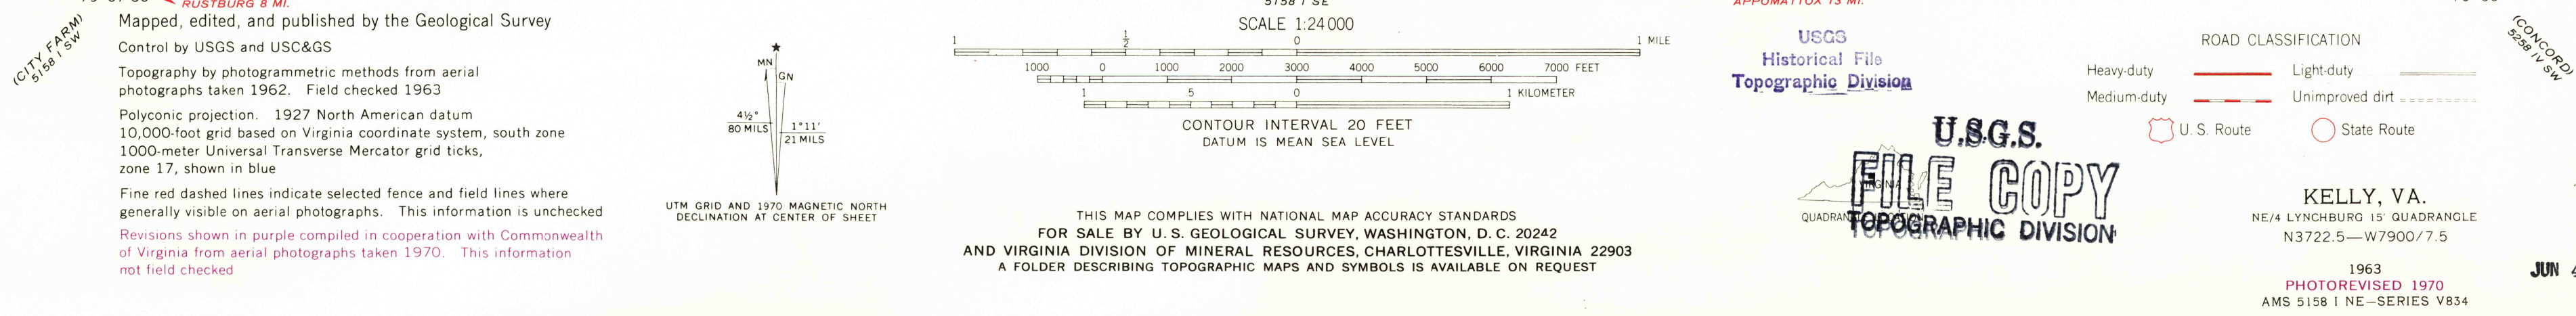 RUSTBURG 8 MI.
(CITY FARM)
5158 I SW
Mapped, edited, and published by the Geological Survey
Control by USGS and USC&GS
Topography by photogrammetric methods from aerial
photographs taken 1962. Field checked 1963
Polyconic projection. 1927 North American datum
10,000-foot grid based on Virginia coordinate system, south zone
1000-meter Universal Transverse Mercator grid ticks,
zone 17, shown in blue
Fine red dashed lines indicate selected fence and field lines where
generally visible on aerial photographs. This information is unchecked
Revisions shown in purple compiled in cooperation with Commonwealth
of Virginia from aerial photographs taken 1970. This information
not field checked
★
MN
GN
4½°
80 MILS
1°11'
21 MILS
UTM GRID AND 1970 MAGNETIC NORTH
DECLINATION AT CENTER OF SHEET
5158 I SE
SCALE 1:24000
1 ½ 0 1 MILE
1000 0 1000 2000 3000 4000 5000 6000 7000 FEET
1 .5 0 1 KILOMETER
CONTOUR INTERVAL 20 FEET
DATUM IS MEAN SEA LEVEL
THIS MAP COMPLIES WITH NATIONAL MAP ACCURACY STANDARDS
FOR SALE BY U. S. GEOLOGICAL SURVEY, WASHINGTON, D. C. 20242
AND VIRGINIA DIVISION OF MINERAL RESOURCES, CHARLOTTESVILLE, VIRGINIA 22903
A FOLDER DESCRIBING TOPOGRAPHIC MAPS AND SYMBOLS IS AVAILABLE ON REQUEST
APPOMATTOX 13 MI.
USGS
Historical File
Topographic Division
U.S.G.S.
FILE COPY
TOPOGRAPHIC DIVISION
VIRGINIA
ROAD CLASSIFICATION
Heavy-duty Light-duty
Medium-duty Unimproved dirt
U. S. Route State Route
(CONCORD)
5258 IV SW
KELLY, VA.
NE/4 LYNCHBURG 15' QUADRANGLE
N3722.5—W7900/7.5
1963
PHOTOREVISED 1970
AMS 5158 I NE—SERIES V834
JUN